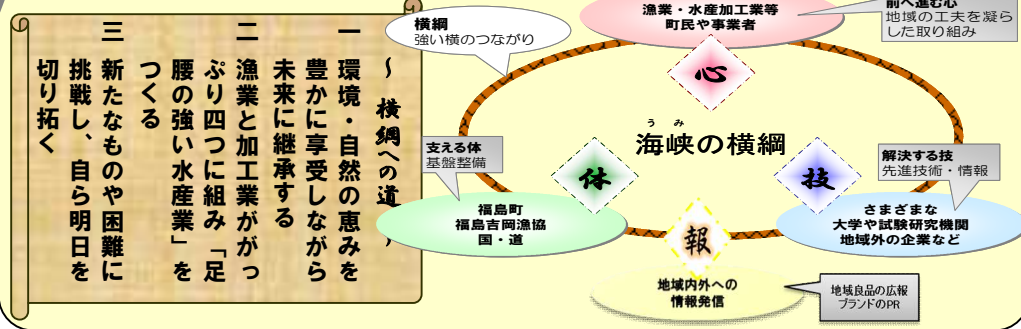 ~ 横綱への道 ~
一 環境・自然の恵みを
豊かに享受しながら
未来に継承する
二 漁業と加工業ががっ
ぷり四つに組み「足
腰の強い水産業」を
つくる
三 新たなものや困難に
挑戦し、自ら明日を
切り拓く
横綱
強い横のつながり
漁業・水産加工業等
町民や事業者
前へ進む心
地域の工夫を凝ら
した取り組み
心
うみ
海峡の横綱
支える体
基盤整備
体
福島町
福島吉岡漁協
国・道
技
解決する技
先進技術・情報
さまざまな
大学や試験研究機関
地域外の企業など
報
地域内外への
情報発信
地域良品の広報
ブランドのPR